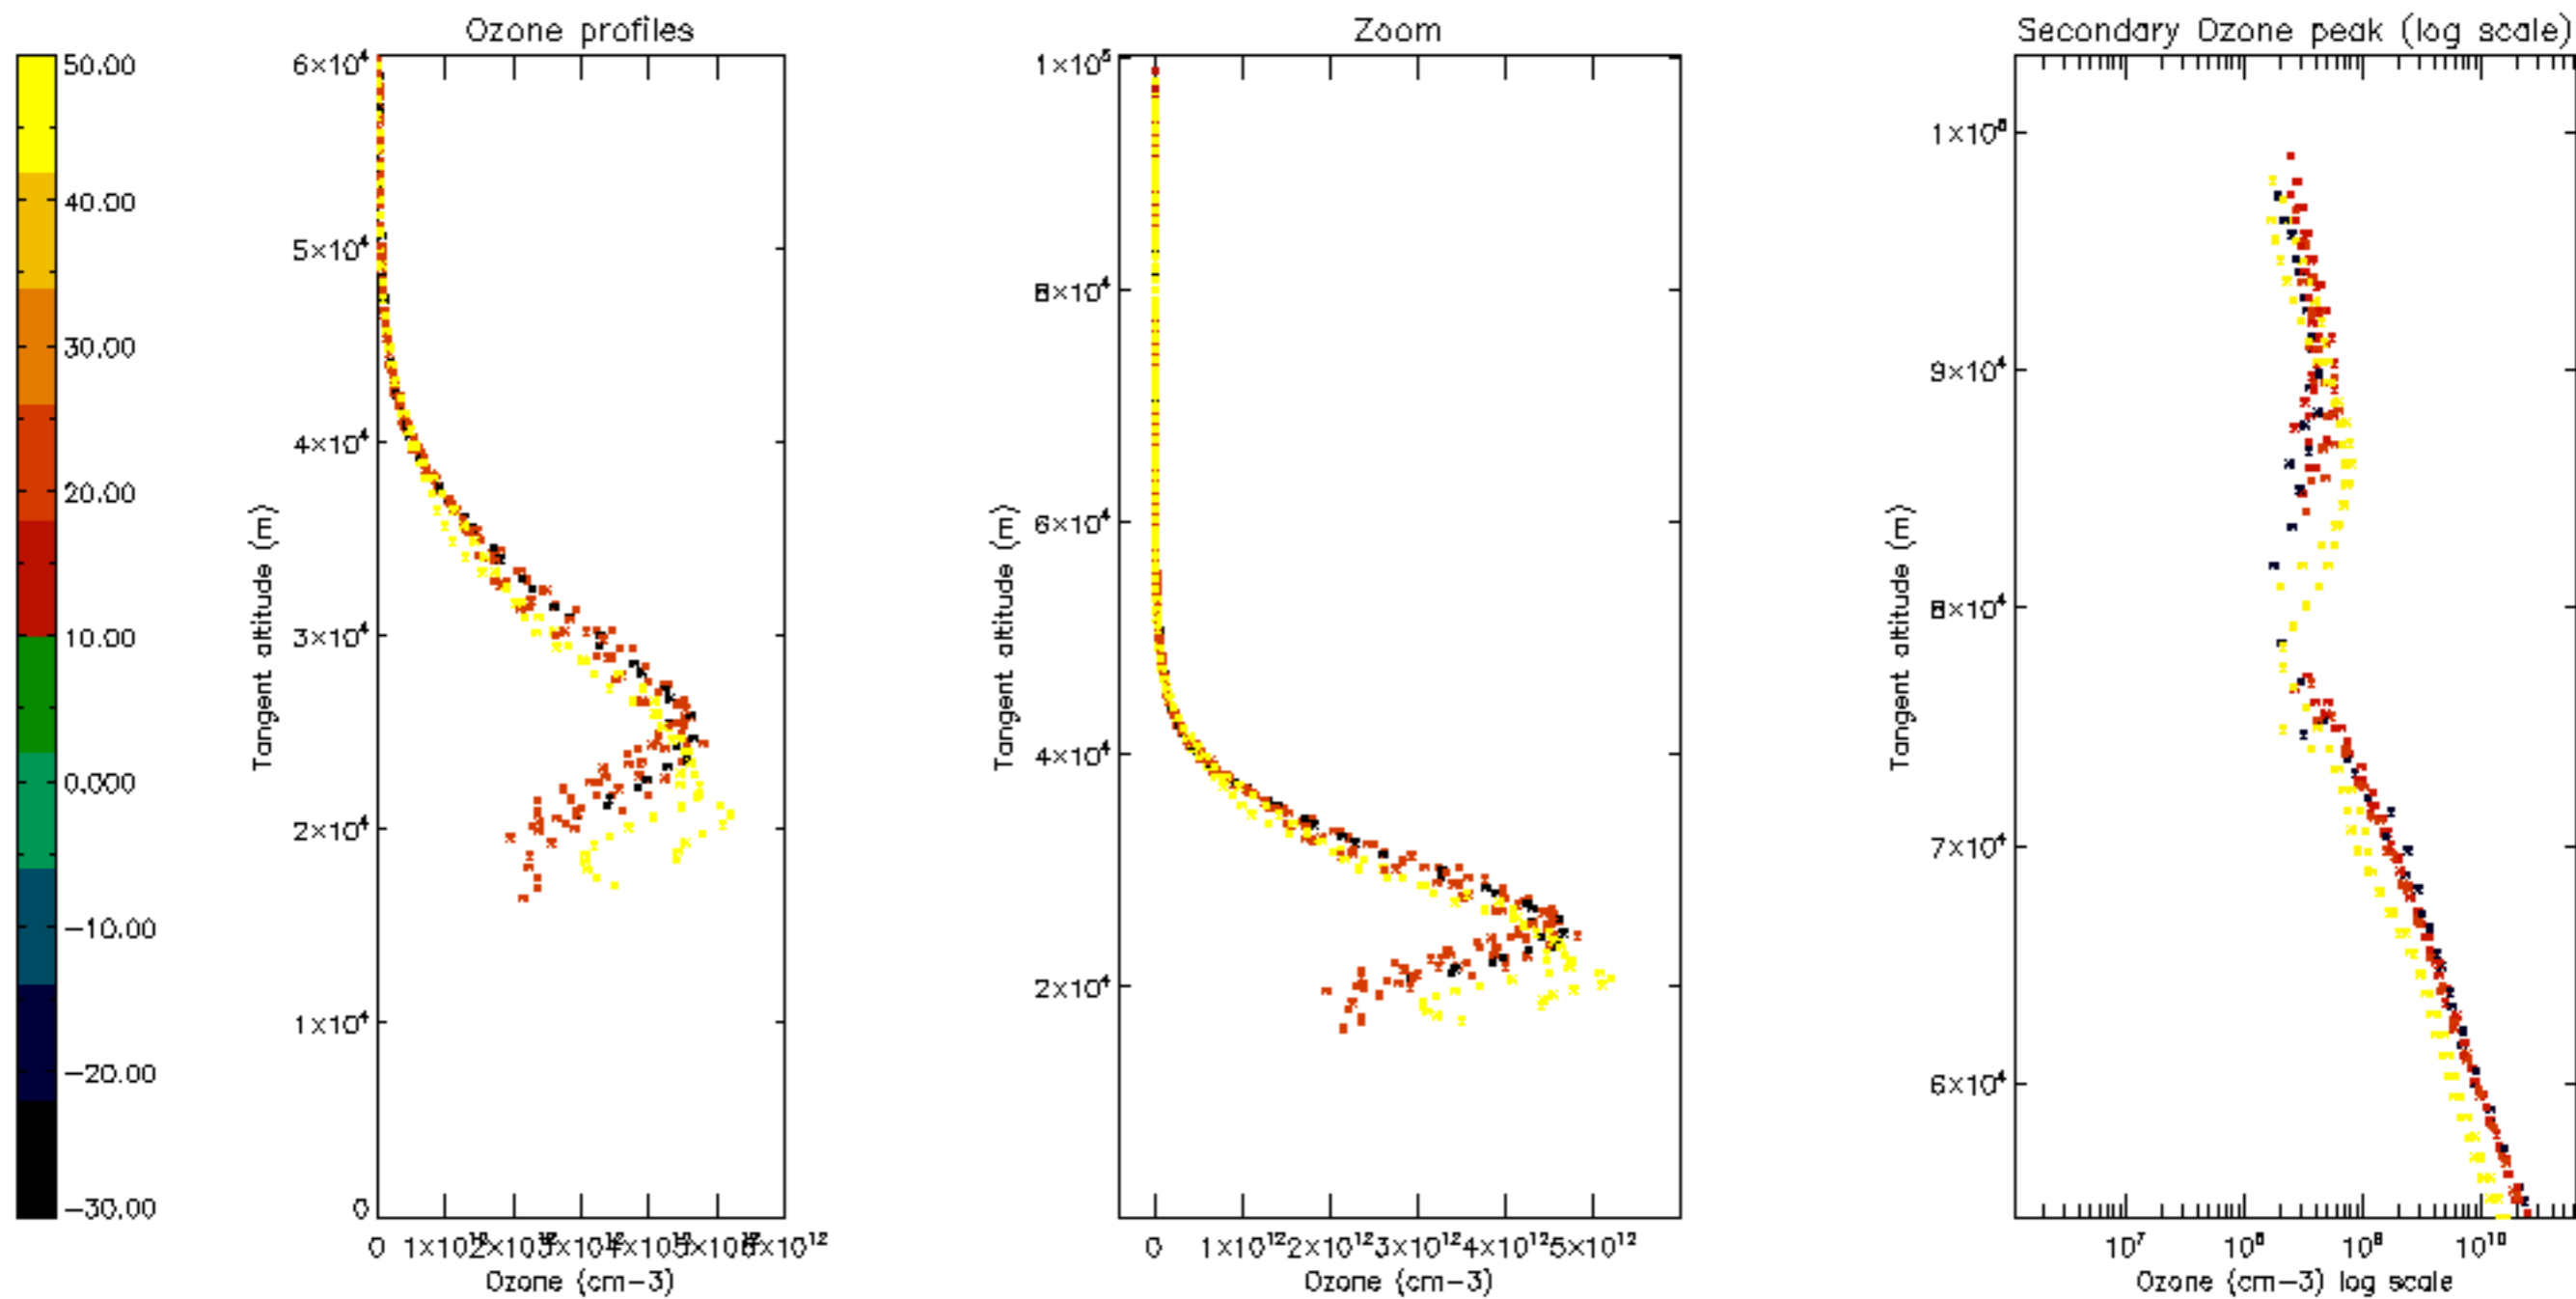 Ozone profiles
Zoom
Secondary Ozone peak (log scale)
50.00
40.00
30.00
20.00
10.00
0.000
−10.00
−20.00
−30.00
6×10⁴
5×10⁴
4×10⁴
3×10⁴
2×10⁴
1×10⁴
0
Tangent altitude (m)
0
Ozone (cm−3)
1×10⁵
8×10⁴
6×10⁴
4×10⁴
2×10⁴
Tangent altitude (m)
0 1×10¹² 2×10¹² 3×10¹² 4×10¹² 5×10¹²
Ozone (cm−3)
9×10⁴
8×10⁴
7×10⁴
6×10⁴
Tangent altitude (m)
10⁷ 10⁸ 10⁹ 10¹⁰
Ozone (cm−3) log scale